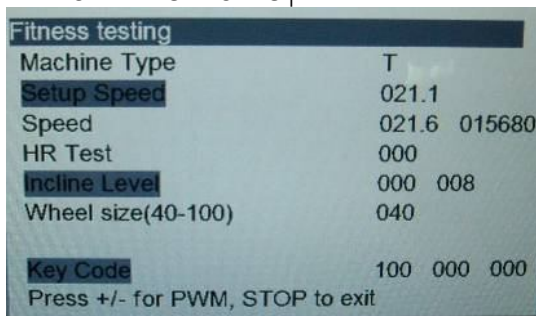 Fitness testing
Machine Type T
Setup Speed 021.1
Speed 021.6 015680
HR Test 000
Incline Level 000 008
Wheel size(40-100) 040
Key Code 100 000 000
Press +/- for PWM, STOP to exit